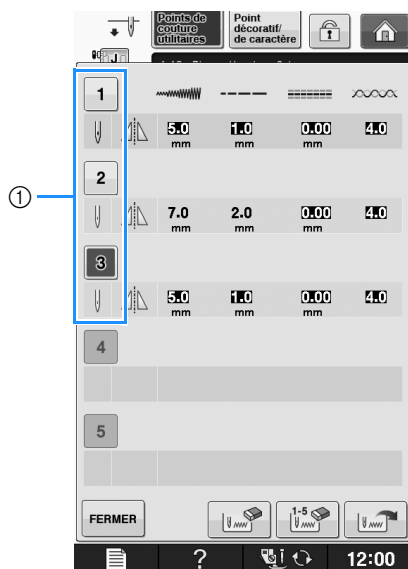 Points de couture utilitaires
Point décoratif/ de caractère
J
1
5.0 mm 1.0 mm 0.00 mm 4.0
2
7.0 mm 2.0 mm 0.00 mm 4.0
3
5.0 mm 1.0 mm 0.00 mm 4.0
4
5
FERMER
1-5
? 12:00
1